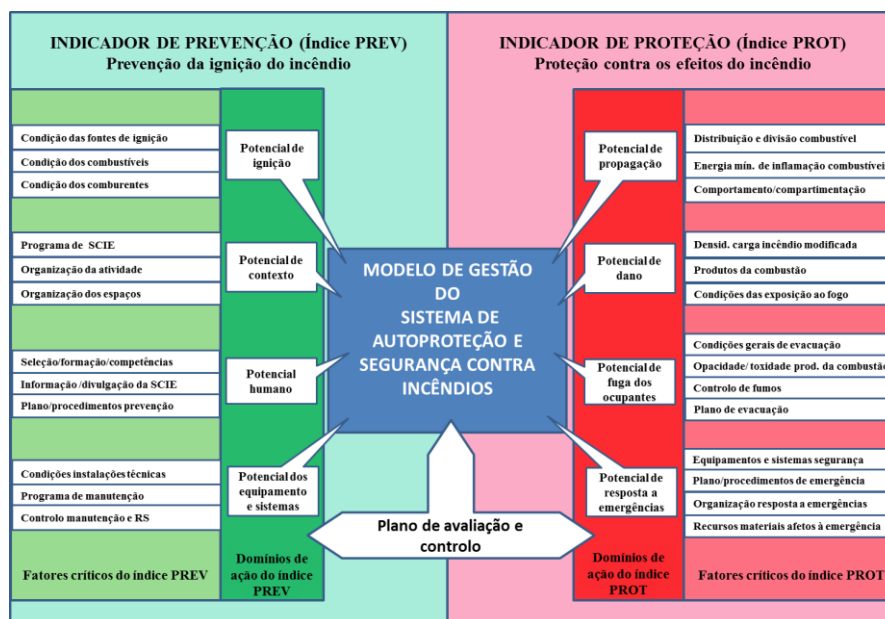 INDICADOR DE PREVENÇÃO (Índice PREV)
Prevenção da ignição do incêndio
Condição das fontes de ignição
Condição dos combustíveis
Condição dos comburentes
Potencial de
ignição
Programa de SCIE
Organização da atividade
Organização dos espaços
Potencial de
contexto
Seleção/formação/competências
Informação /divulgação da SCIE
Plano/procedimentos prevenção
Potencial
humano
Condições instalações técnicas
Programa de manutenção
Controlo manutenção e RS
Potencial dos
equipamento
e sistemas
Fatores críticos do índice PREV
Domínios de
ação do índice
PREV
MODELO DE GESTÃO
DO
SISTEMA DE
AUTOPROTEÇÃO E
SEGURANÇA CONTRA
INCÊNDIOS
Plano de avaliação e
controlo
INDICADOR DE PROTEÇÃO (Índice PROT)
Proteção contra os efeitos do incêndio
Potencial de
propagação
Distribuição e divisão combustível
Energia mín. de inflamação combustíveis
Comportamento/compartimentação
Potencial de
dano
Densid. carga incêndio modificada
Produtos da combustão
Condições das exposição ao fogo
Potencial de
fuga dos
ocupantes
Condições gerais de evacuação
Opacidade/ toxidade prod. da combustão
Controlo de fumos
Plano de evacuação
Potencial de
resposta a
emergências
Equipamentos e sistemas segurança
Plano/procedimentos de emergência
Organização resposta a emergências
Recursos materiais afetos à emergência
Domínios de
ação do índice
PROT
Fatores críticos do índice PROT